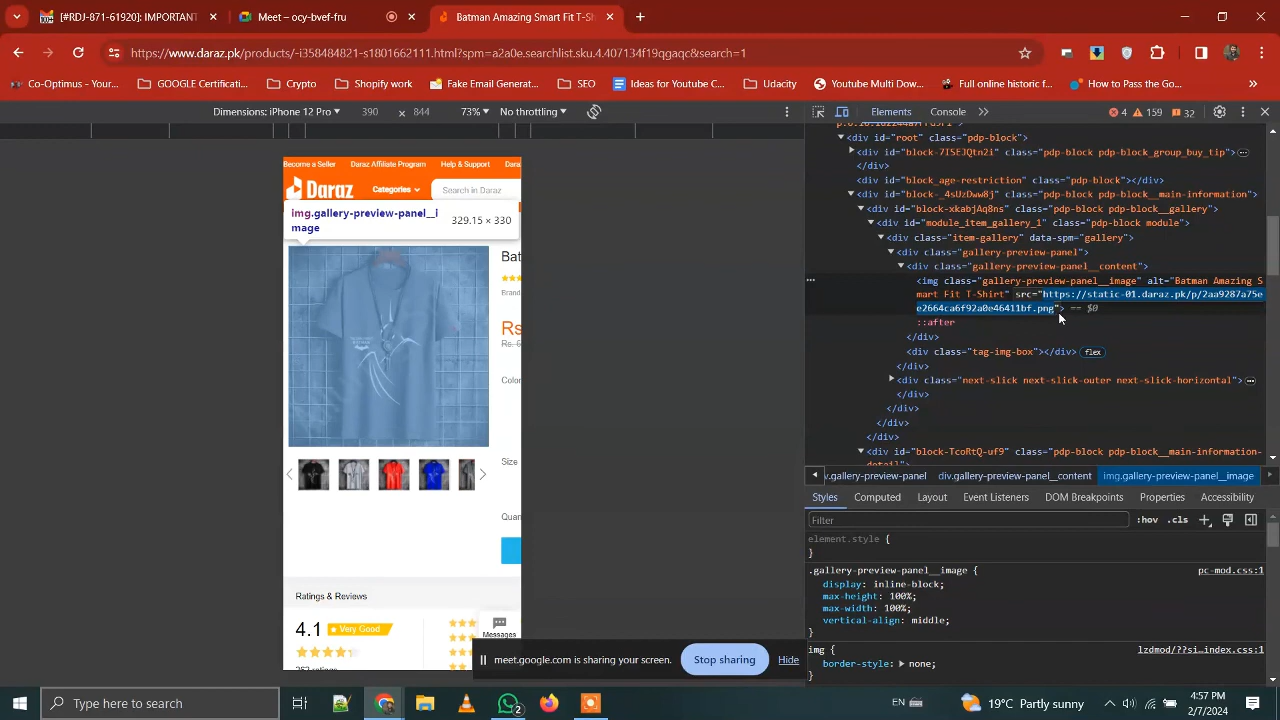 [RDJ-871-61920]: IMPORTANT
Meet – ocy-bvef-fru
Batman Amazing Smart Fit T-Sh
https://www.daraz.pk/products/-i358484821-s1801662111.html?spm=a2a0e.searchlist.sku.4.407134f19qgaqc&search=1
Co-Optimus - Your...
GOOGLE Certificati...
Crypto
Shopify work
Fake Email Generat...
SEO
Ideas for Youtube C...
Udacity
Youtube Multi Dow...
Full online historic f...
How to Pass the Go...
Dimensions: iPhone 12 Pro
390
×
844
73%
No throttling
Elements
Console
4
159
32
Become a Seller
Daraz Affiliate Program
Help & Support
Daraz
Categories
Search in Daraz
img.gallery-preview-panel__i
mage
329.15 × 330
Bat
Brand
Rs
Rs.
Color
Size
Quan
Ratings & Reviews
4.1
Very Good
Messages
meet.google.com is sharing your screen.
Stop sharing
Hide
<div id="root" class="pdp-block">
<div id="block-7ISEJQtn2i" class="pdp-block pdp-block_group_buy_tip">
</div>
<div id="block_age_restriction" class="pdp-block"></div>
<div id="block-_4sUzDww8j" class="pdp-block pdp-block__main-information">
<div id="block-xkabjAq8ns" class="pdp-block pdp-block__gallery">
<div id="module_item_gallery_1" class="pdp-block module">
<div class="item-gallery" data-spm="gallery">
<div class="gallery-preview-panel">
<div class="gallery-preview-panel__content">
<img class="gallery-preview-panel__image" alt="Batman Amazing S
mart Fit T-Shirt" src="https://static-01.daraz.pk/p/2aa9287a75e
e2664ca6f92a0e46411bf.png"> == $0
::after
</div>
<div class="tag-img-box"></div>
flex
</div>
<div class="next-slick next-slick-outer next-slick-horizontal">
</div>
</div>
</div>
</div>
<div id="block-TcoRtQ-uf9" class="pdp-block pdp-block__main-information-
detail">
v.gallery-preview-panel
div.gallery-preview-panel__content
img.gallery-preview-panel__image
Styles
Computed
Layout
Event Listeners
DOM Breakpoints
Properties
Accessibility
Filter
:hov
.cls
element.style {
}
.gallery-preview-panel__image {
pc-mod.css:1
display: inline-block;
max-height: 100%;
max-width: 100%;
vertical-align: middle;
}
img {
border-style: none;
}
Type here to search
2
19°C Partly sunny
EN
4:57 PM
2/7/2024